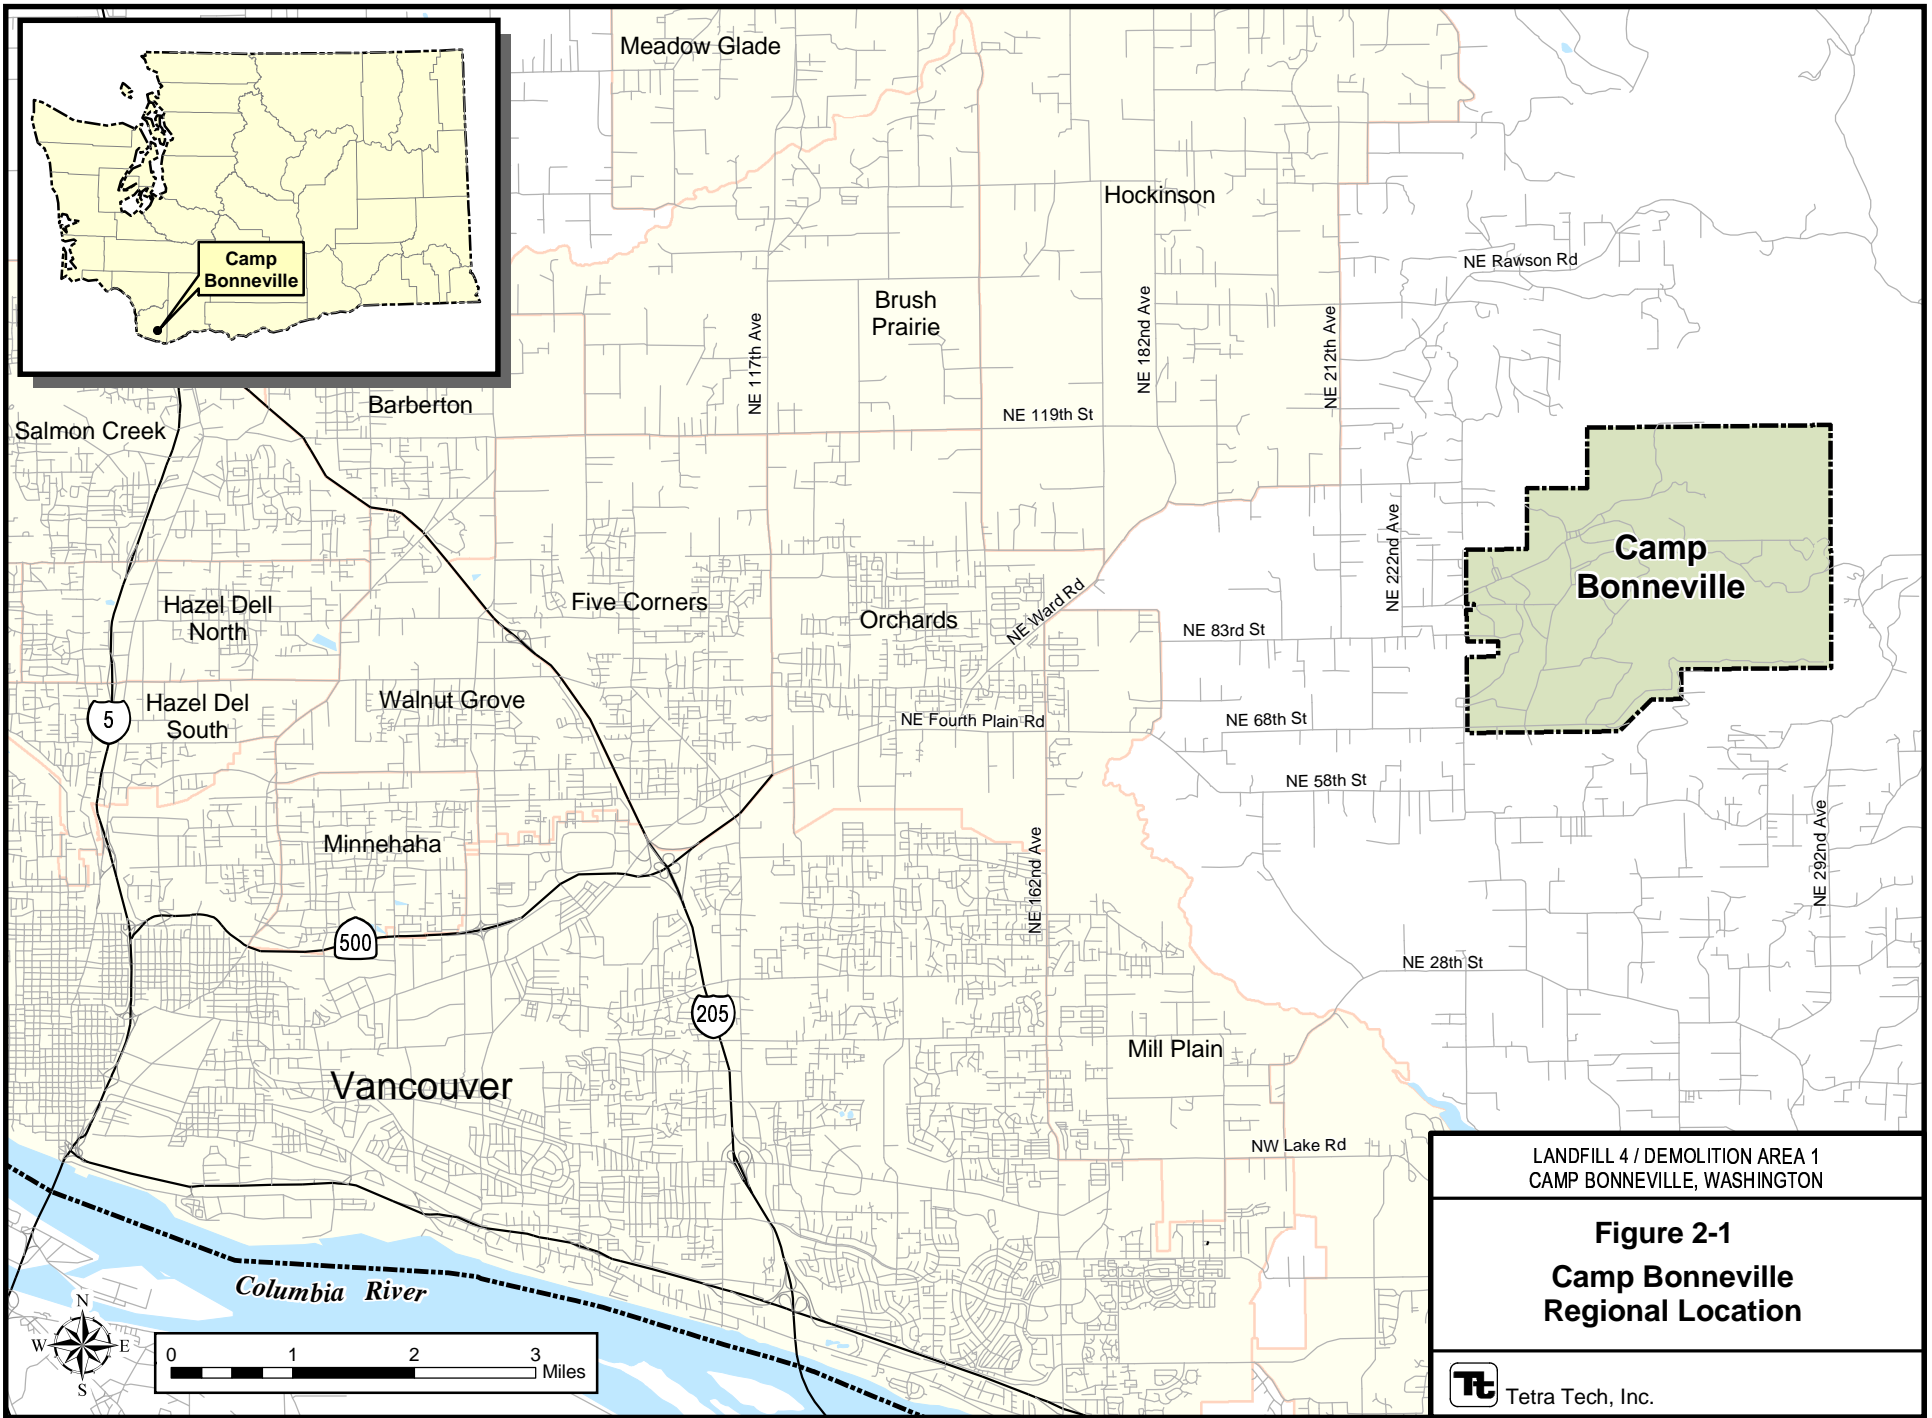 Meadow Glade
Camp
Bonneville
Hockinson
NE Rawson Rd
Brush
Prairie
NE 117th Ave
NE 182nd Ave
NE 212th Ave
Barberton
Salmon Creek
NE 119th St
NE 222nd Ave
Camp
Bonneville
Hazel Dell
North
Five Corners
Orchards
NE Ward Rd
NE 83rd St
5
Hazel Del
South
Walnut Grove
NE Fourth Plain Rd
NE 68th St
NE 58th St
Minnehaha
NE 162nd Ave
NE 292nd Ave
500
NE 28th St
205
Mill Plain
Vancouver
NW Lake Rd
Columbia River
N
W E
S
0 1 2 3
Miles
LANDFILL 4 / DEMOLITION AREA 1
CAMP BONNEVILLE, WASHINGTON
Figure 2-1
Camp Bonneville
Regional Location
Tt
Tetra Tech, Inc.